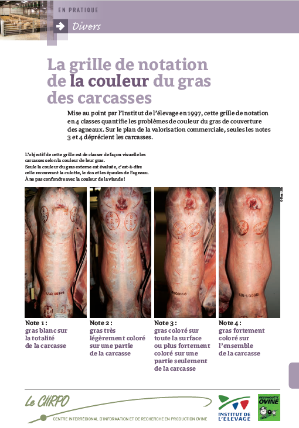 EN PRATIQUE
Divers
La grille de notation
de la couleur du gras
des carcasses
Mise au point par l'Institut de l'élevage en 1997, cette grille de notation
en 4 classes quantifie les problèmes de couleur du gras de couverture
des agneaux. Sur le plan de la valorisation commerciale, seules les notes
3 et 4 déprécient les carcasses.
L'objectif de cette grille est de classer de façon visuelle les
carcasses selon la couleur de leur gras.
Seule la couleur du gras externe est évaluée, c'est-à-dire
celle recouvrant la culotte, le dos et les épaules de l'agneau.
A ne pas confondre avec la couleur de la viande !
Note 1 :
gras blanc sur
la totalité
de la carcasse
Note 2 :
gras très
légèrement coloré
sur une partie
de la carcasse
Note 3 :
gras coloré sur
toute la surface
ou plus fortement
coloré sur une
partie seulement
de la carcasse
Note 4 :
gras fortement
coloré sur
l'ensemble
de la carcasse
Le CIIRPO
CENTRE INTERREGIONAL D'INFORMATION ET DE RECHERCHE EN PRODUCTION OVINE
INSTITUT DE
L'ELEVAGE
OVINE